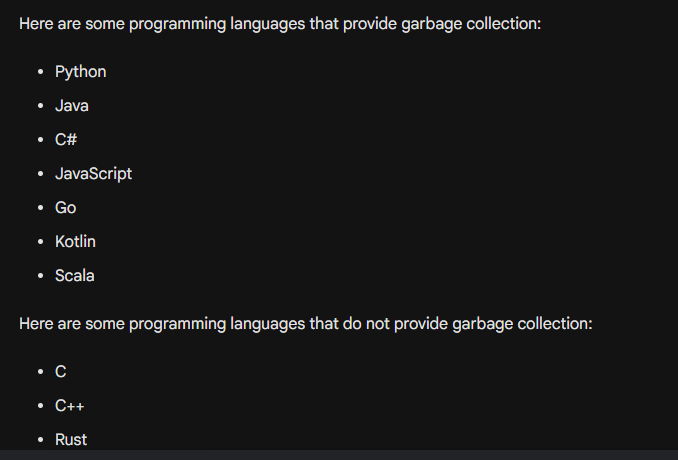 Here are some programming languages that provide garbage collection:
• Python
• Java
• C#
• JavaScript
• Go
• Kotlin
• Scala
Here are some programming languages that do not provide garbage collection:
• C
• C++
• Rust